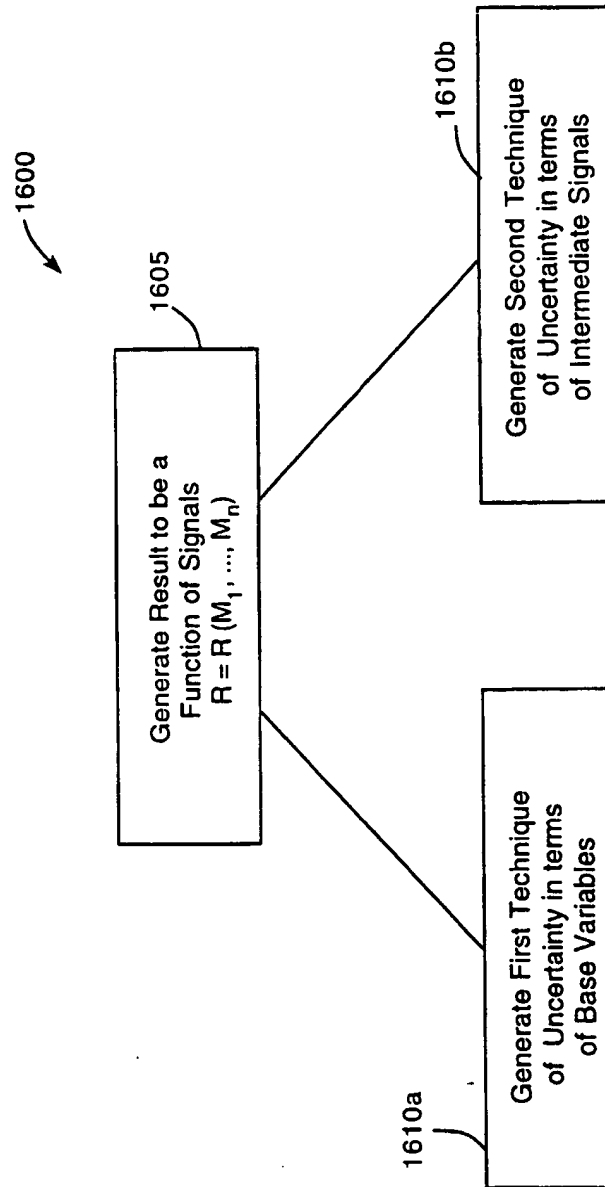 1600
1605
Generate Result to be a
Function of Signals
R = R (M1, ..., Mn)
1610a
Generate First Technique
of Uncertainty in terms
of Base Variables
1610b
Generate Second Technique
of Uncertainty in terms
of Intermediate Signals